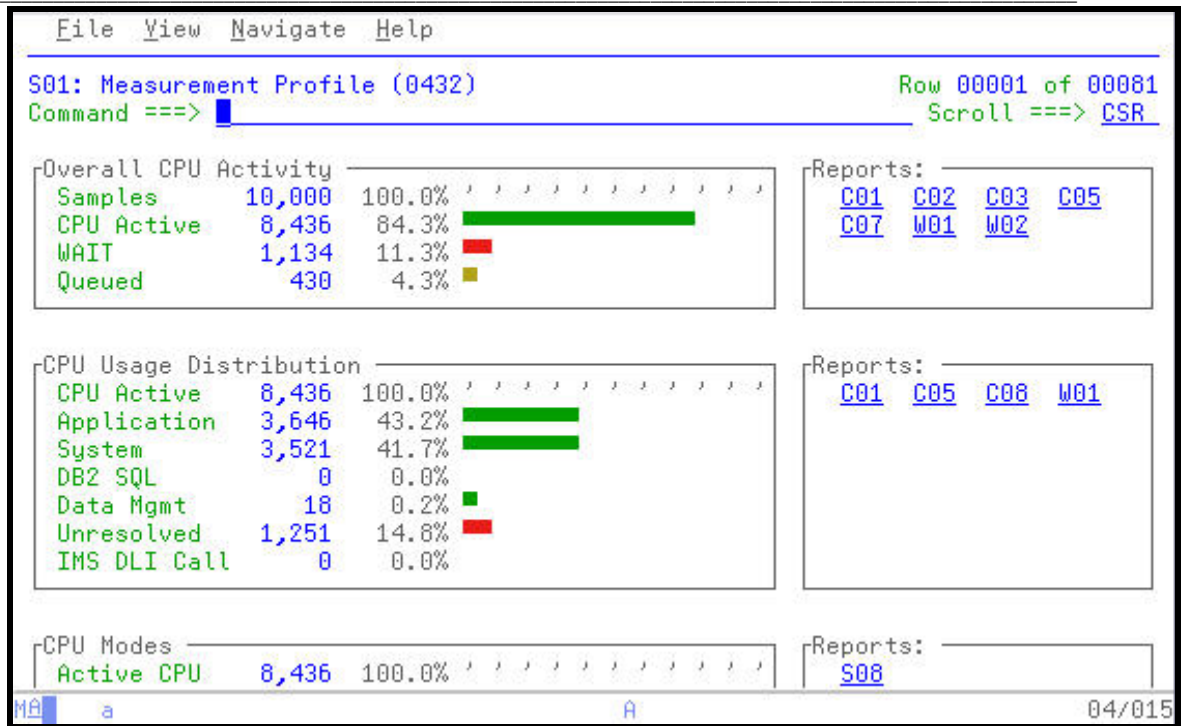 File View Navigate Help
S01: Measurement Profile (0432) Row 00001 of 00081
Command ===> Scroll ===> CSR
Overall CPU Activity Reports:
Samples 10,000 100.0% C01 C02 C03 C05
CPU Active 8,436 84.3% C07 W01 W02
WAIT 1,134 11.3%
Queued 430 4.3%
CPU Usage Distribution Reports:
CPU Active 8,436 100.0% C01 C05 C08 W01
Application 3,646 43.2%
System 3,521 41.7%
DB2 SQL 0 0.0%
Data Mgmt 18 0.2%
Unresolved 1,251 14.8%
IMS DLI Call 0 0.0%
CPU Modes Reports:
Active CPU 8,436 100.0% S08
MA a A 04/015